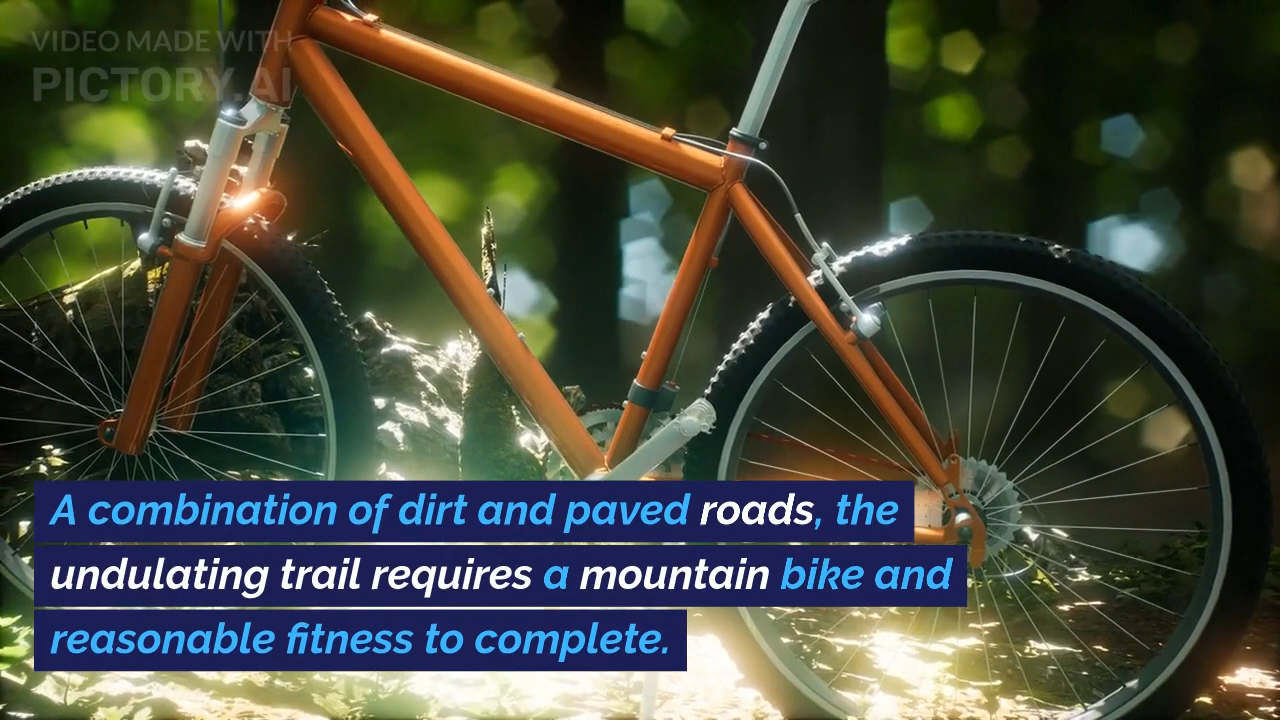 VIDEO MADE WITH
PICTORY.AI
A combination of dirt and paved roads, the
undulating trail requires a mountain bike and
reasonable fitness to complete.